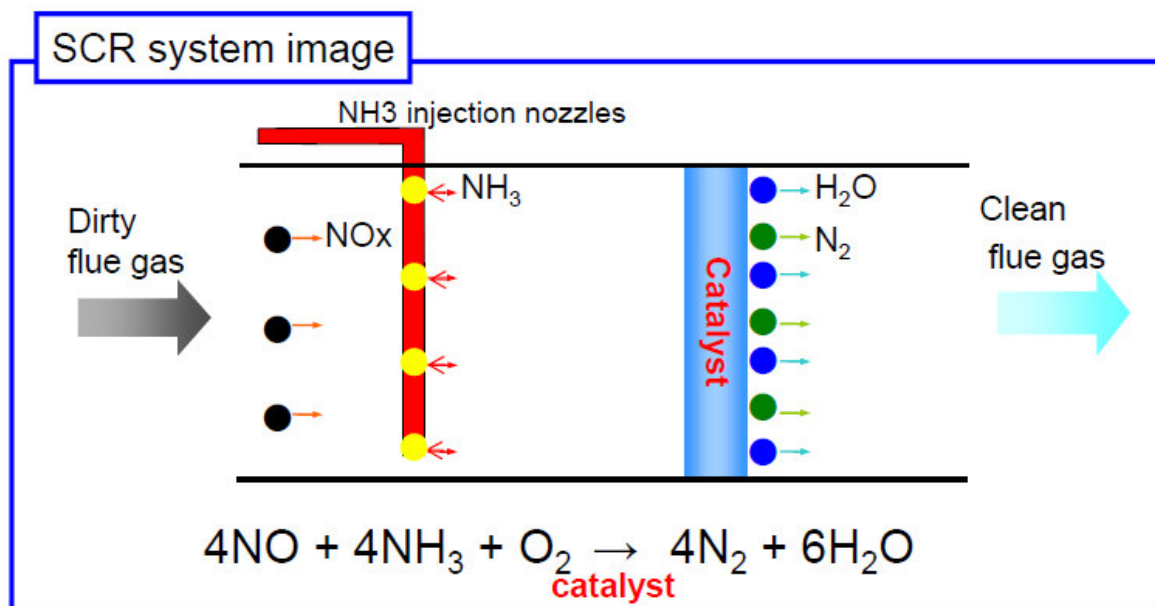 SCR system image
NH3 injection nozzles
NH₃
H₂O
Dirty
flue gas
NOx
N₂
Clean
flue gas
Catalyst
4NO + 4NH₃ + O₂ → 4N₂ + 6H₂O
catalyst